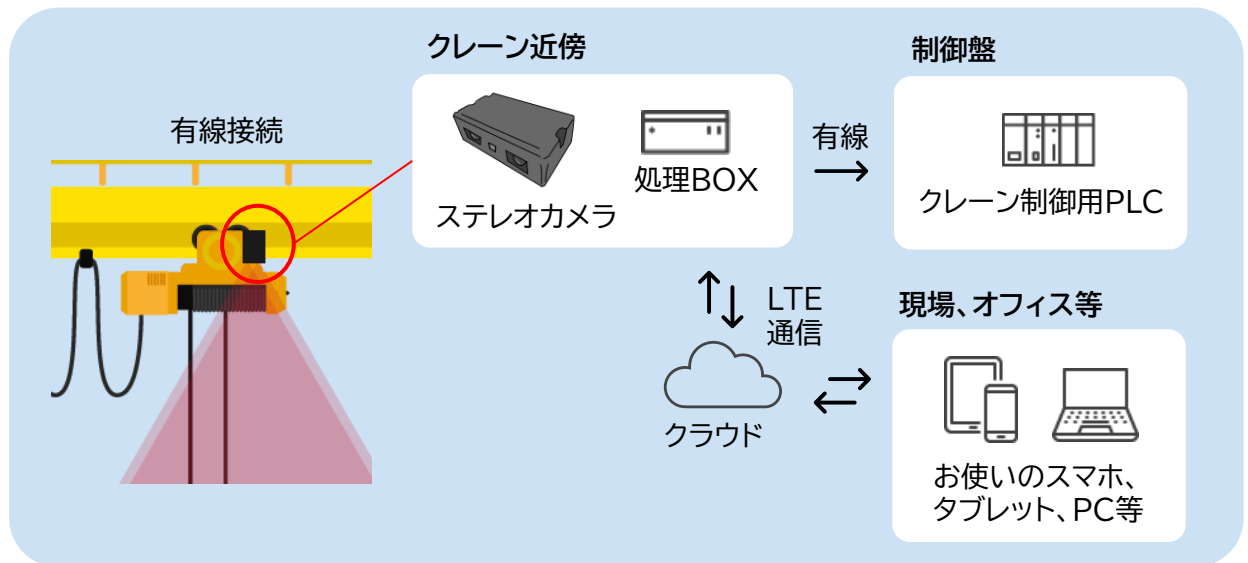 有線接続
クレーン近傍
ステレオカメラ
処理BOX
有線
制御盤
クレーン制御用PLC
LTE
通信
クラウド
現場、オフィス等
お使いのスマホ、
タブレット、PC等